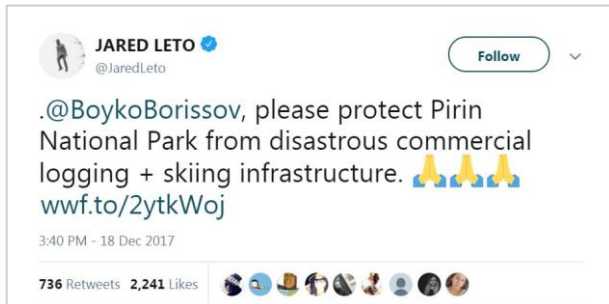 JARED LETO
@JaredLeto
Follow
.@BoykoBorissov, please protect Pirin
National Park from disastrous commercial
logging + skiing infrastructure. 🙏🙏🙏
wwf.to/2ytkWoj
3:40 PM - 18 Dec 2017
736 Retweets 2,241 Likes